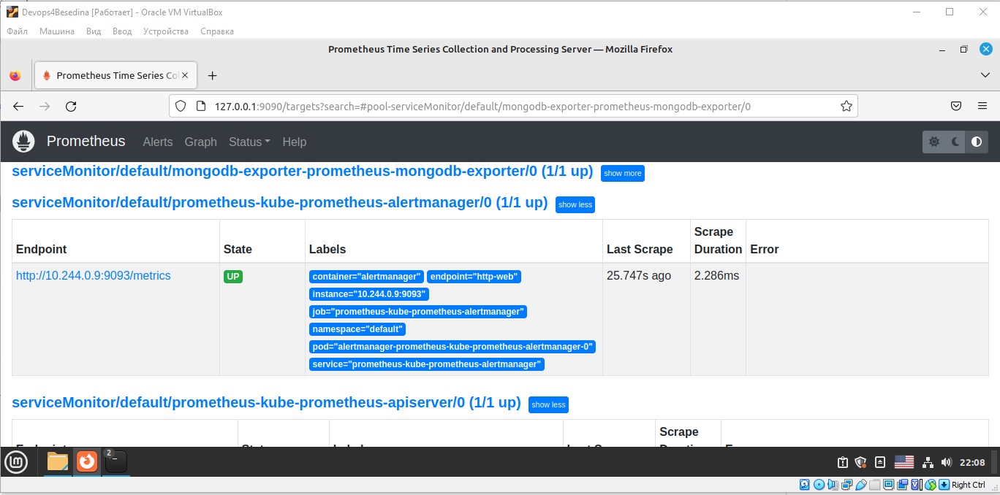 Devops4Besedina [Работает] - Oracle VM VirtualBox
Файл Машина Вид Ввод Устройства Справка
Prometheus Time Series Collection and Processing Server — Mozilla Firefox
Prometheus Time Series Co
127.0.0.1:9090/targets?search=#pool-serviceMonitor/default/mongodb-exporter-prometheus-mongodb-exporter/0
Prometheus Alerts Graph Status Help
serviceMonitor/default/mongodb-exporter-prometheus-mongodb-exporter/0 (1/1 up) show more
serviceMonitor/default/prometheus-kube-prometheus-alertmanager/0 (1/1 up) show less
Endpoint State Labels Last Scrape Scrape Duration Error
http://10.244.0.9:9093/metrics UP container="alertmanager" endpoint="http-web" 25.747s ago 2.286ms
instance="10.244.0.9:9093"
job="prometheus-kube-prometheus-alertmanager"
namespace="default"
pod="alertmanager-prometheus-kube-prometheus-alertmanager-0"
service="prometheus-kube-prometheus-alertmanager"
serviceMonitor/default/prometheus-kube-prometheus-apiserver/0 (1/1 up) show less
Scrape
2
22:08
Right Ctrl